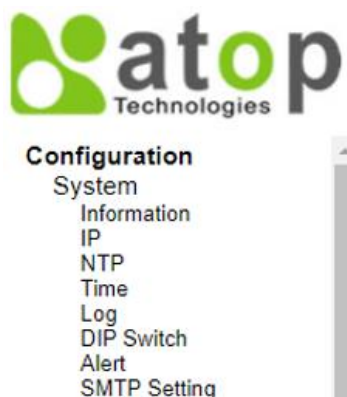 atop
Technologies
Configuration
System
Information
IP
NTP
Time
Log
DIP Switch
Alert
SMTP Setting